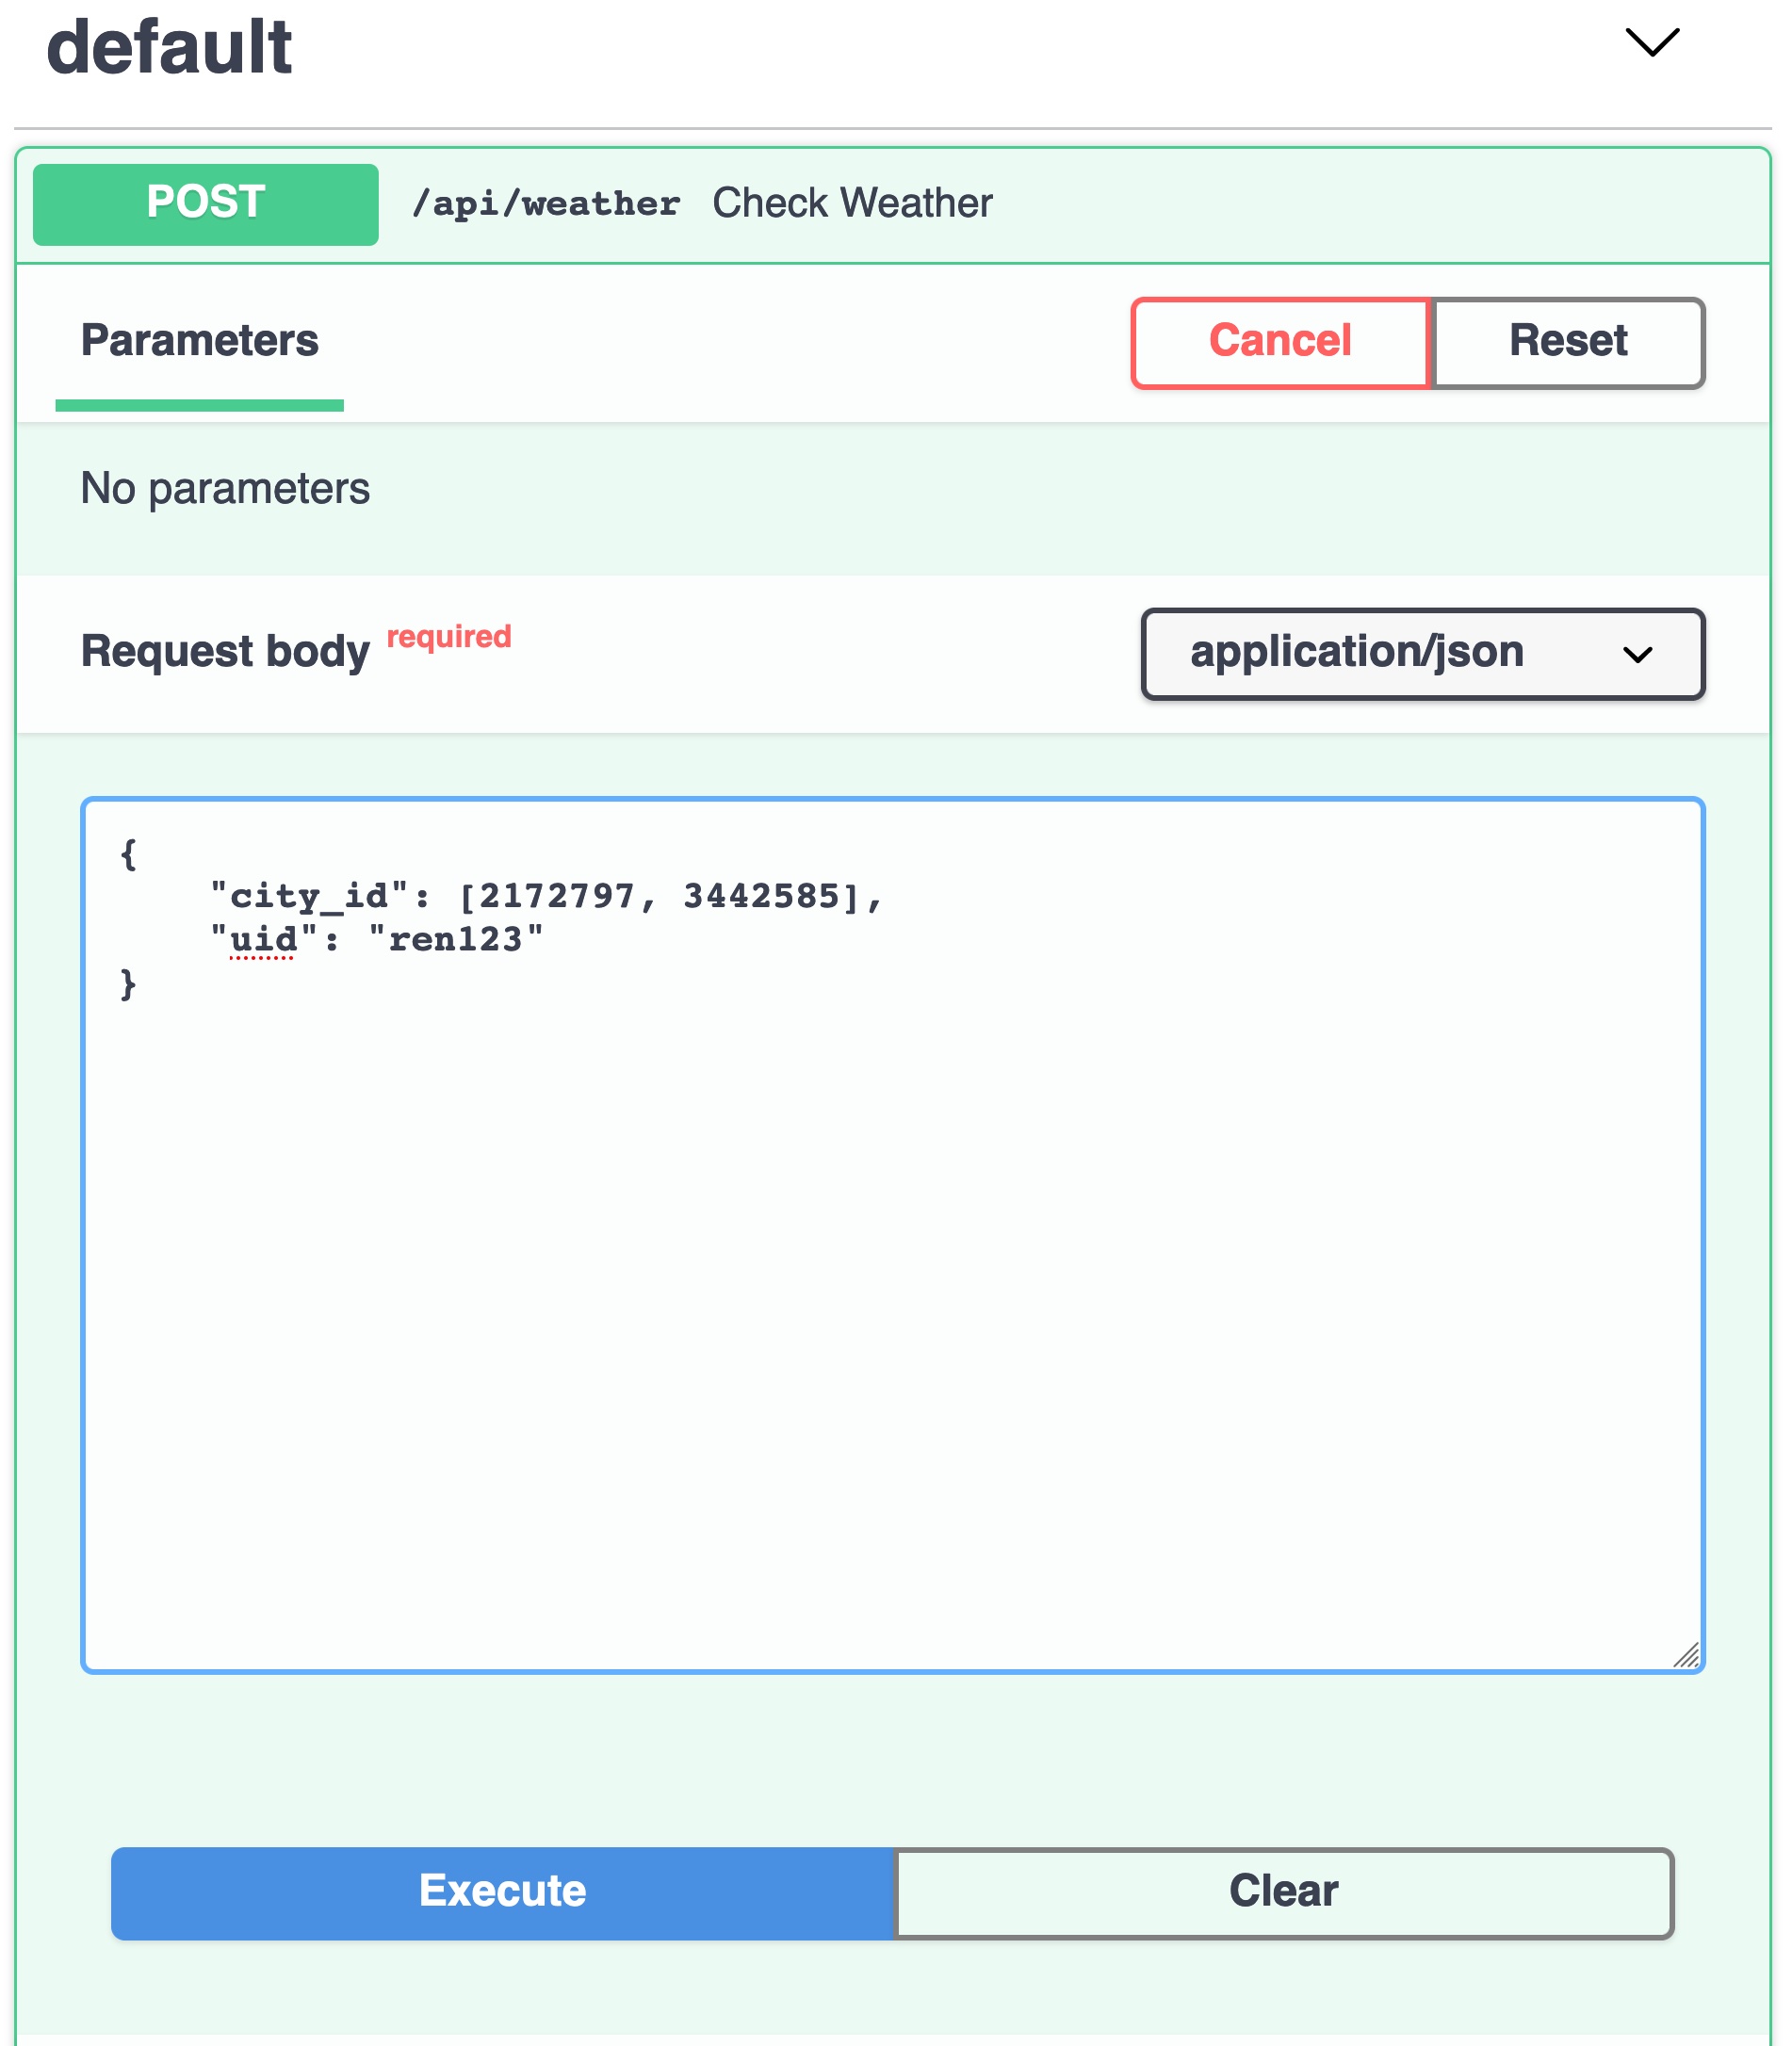 default
POST /api/weather Check Weather
Parameters Cancel Reset
No parameters
Request body required application/json
{
    "city_id": [2172797, 3442585],
    "uid": "ren123"
}
Execute Clear